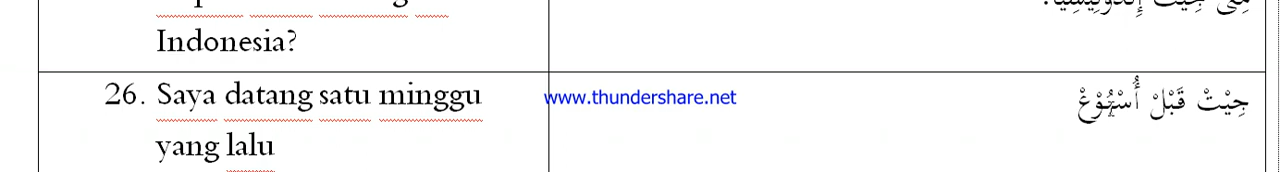 Indonesia?
26. Saya datang satu minggu
yang lalu
www.thundershare.net
جِيْتْ قَبْلْ أُسْبُوْعْ